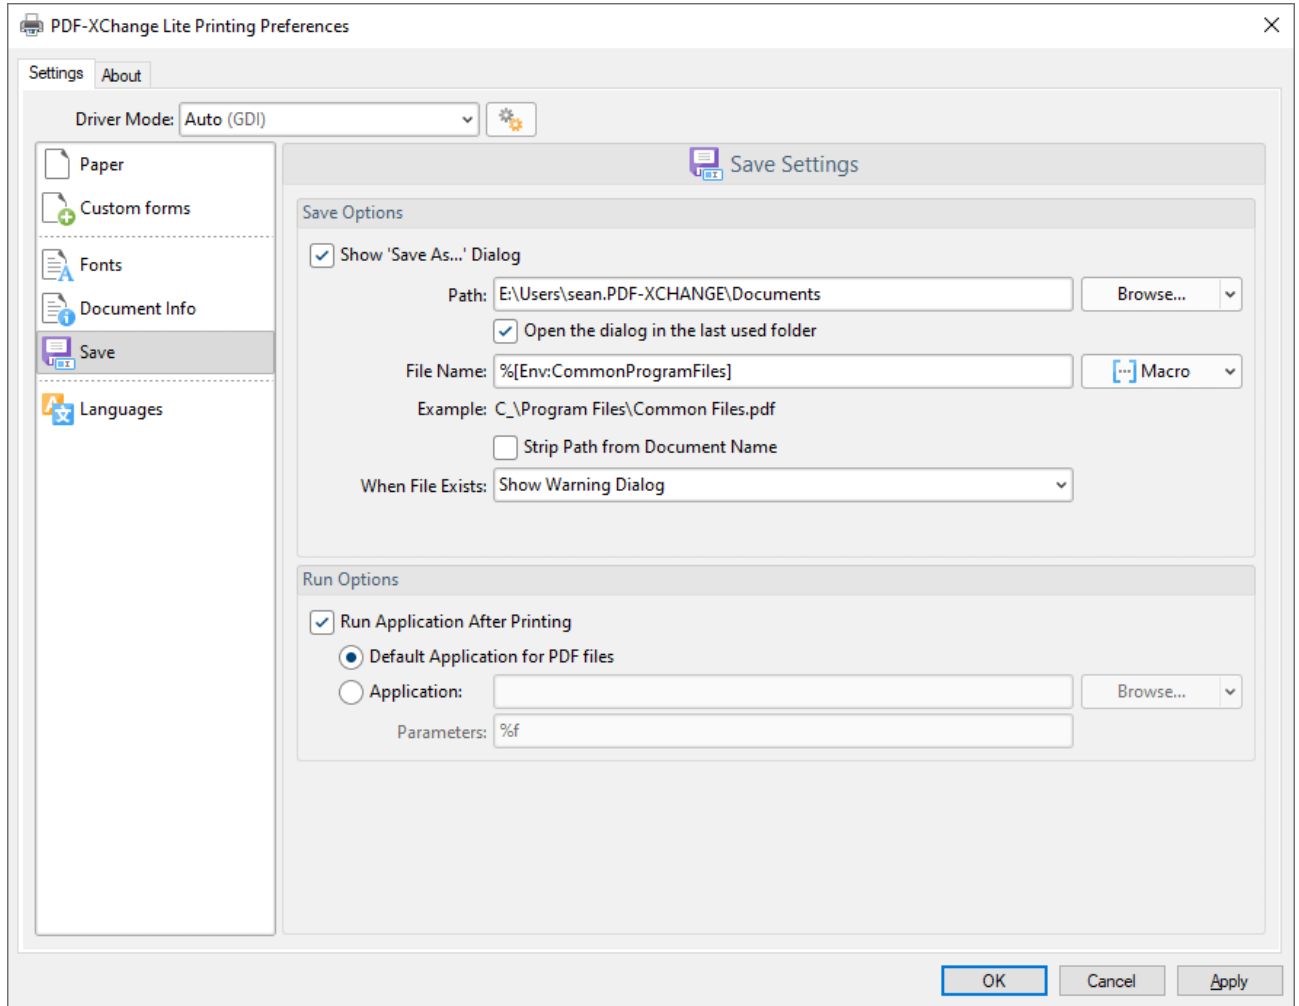 PDF-XChange Lite Printing Preferences
Settings About
Driver Mode: Auto (GDI)
Paper
Custom forms
Fonts
Document Info
Save
Languages
Save Settings
Save Options
Show 'Save As...' Dialog
Path: E:\Users\sean.PDF-XCHANGE\Documents Browse...
Open the dialog in the last used folder
File Name: %[Env:CommonProgramFiles] Macro
Example: C_\Program Files\Common Files.pdf
Strip Path from Document Name
When File Exists: Show Warning Dialog
Run Options
Run Application After Printing
Default Application for PDF files
Application: Browse...
Parameters: %f
OK Cancel Apply